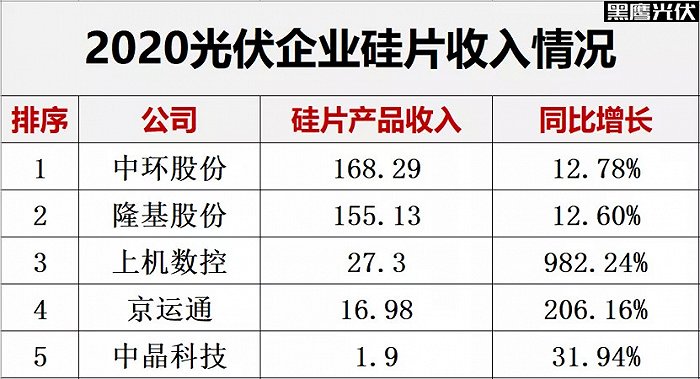 黑鹰光伏
2020光伏企业硅片收入情况
排序 公司 硅片产品收入 同比增长
1 中环股份 168.29 12.78%
2 隆基股份 155.13 12.60%
3 上机数控 27.3 982.24%
4 京运通 16.98 206.16%
5 中晶科技 1.9 31.94%